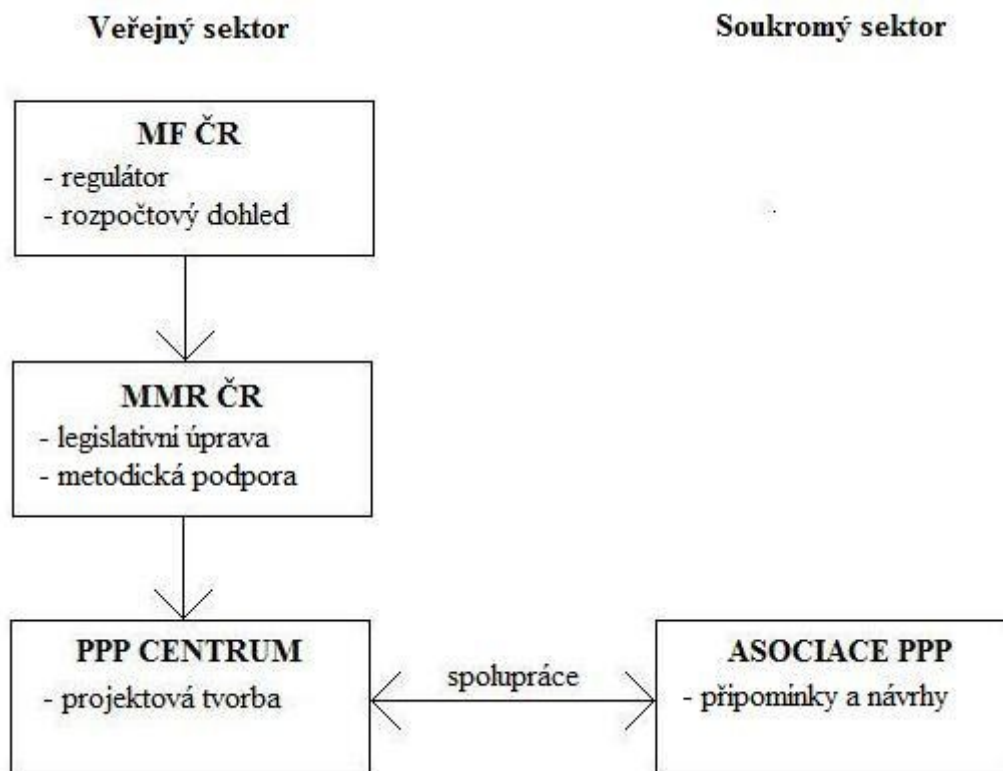 Veřejný sektor
Soukromý sektor
MF ČR
- regulátor
- rozpočtový dohled
MMR ČR
- legislativní úprava
- metodická podpora
PPP CENTRUM
- projektová tvorba
spolupráce
ASOCIACE PPP
- připomínky a návrhy